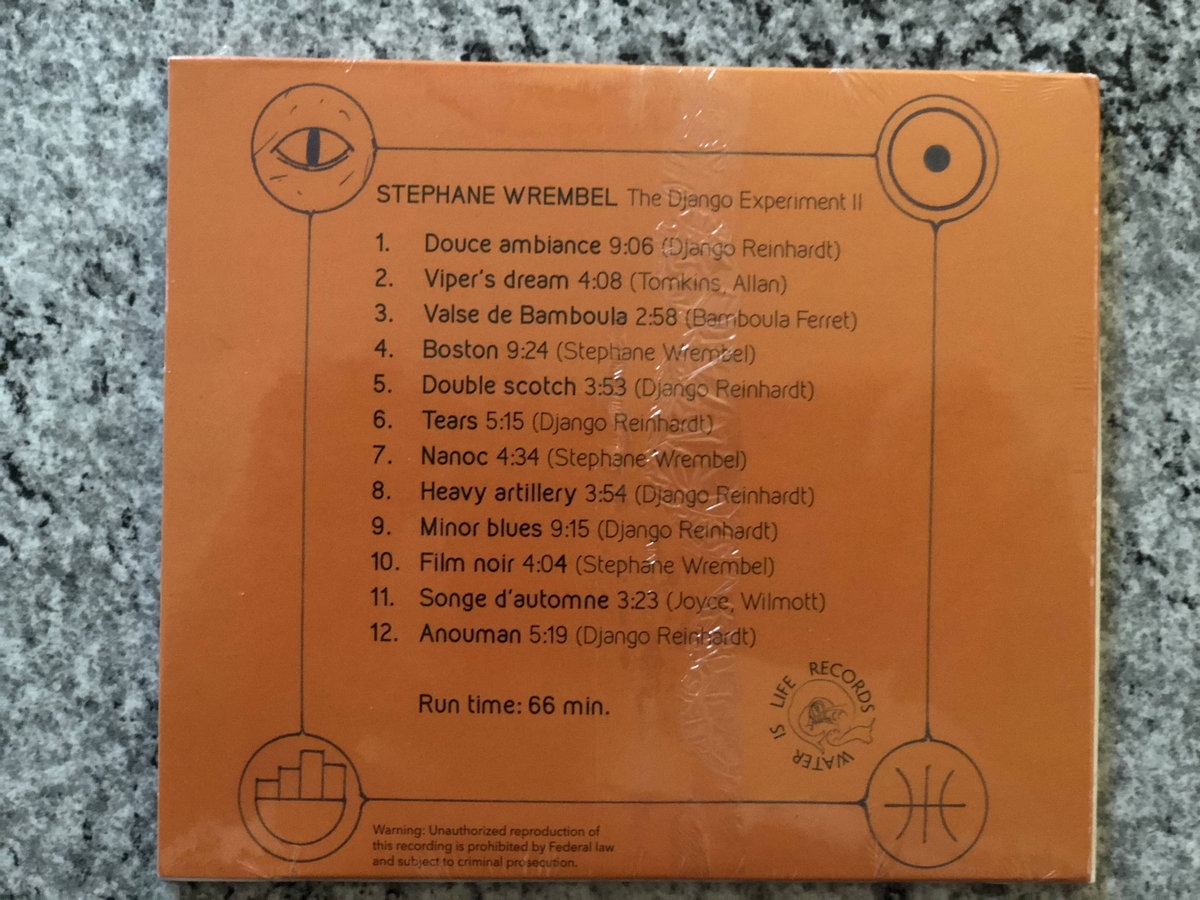 STEPHANE WREMBEL The Django Experiment II
1. Douce ambiance 9:06 (Django Reinhardt)
2. Viper's dream 4:08 (Tomkins, Allan)
3. Valse de Bamboula 2:58 (Bamboula Ferret)
4. Boston 9:24 (Stephane Wrembel)
5. Double scotch 3:53 (Django Reinhardt)
6. Tears 5:15 (Django Reinhardt)
7. Nanoc 4:34 (Stephane Wrembel)
8. Heavy artillery 3:54 (Django Reinhardt)
9. Minor blues 9:15 (Django Reinhardt)
10. Film noir 4:04 (Stephane Wrembel)
11. Songe d'automne 3:23 (Joyce, Wilmott)
12. Anouman 5:19 (Django Reinhardt)
Run time: 66 min.
WATER IS LIFE RECORDS
Warning: Unauthorized reproduction of
this recording is prohibited by Federal law
and subject to criminal prosecution.